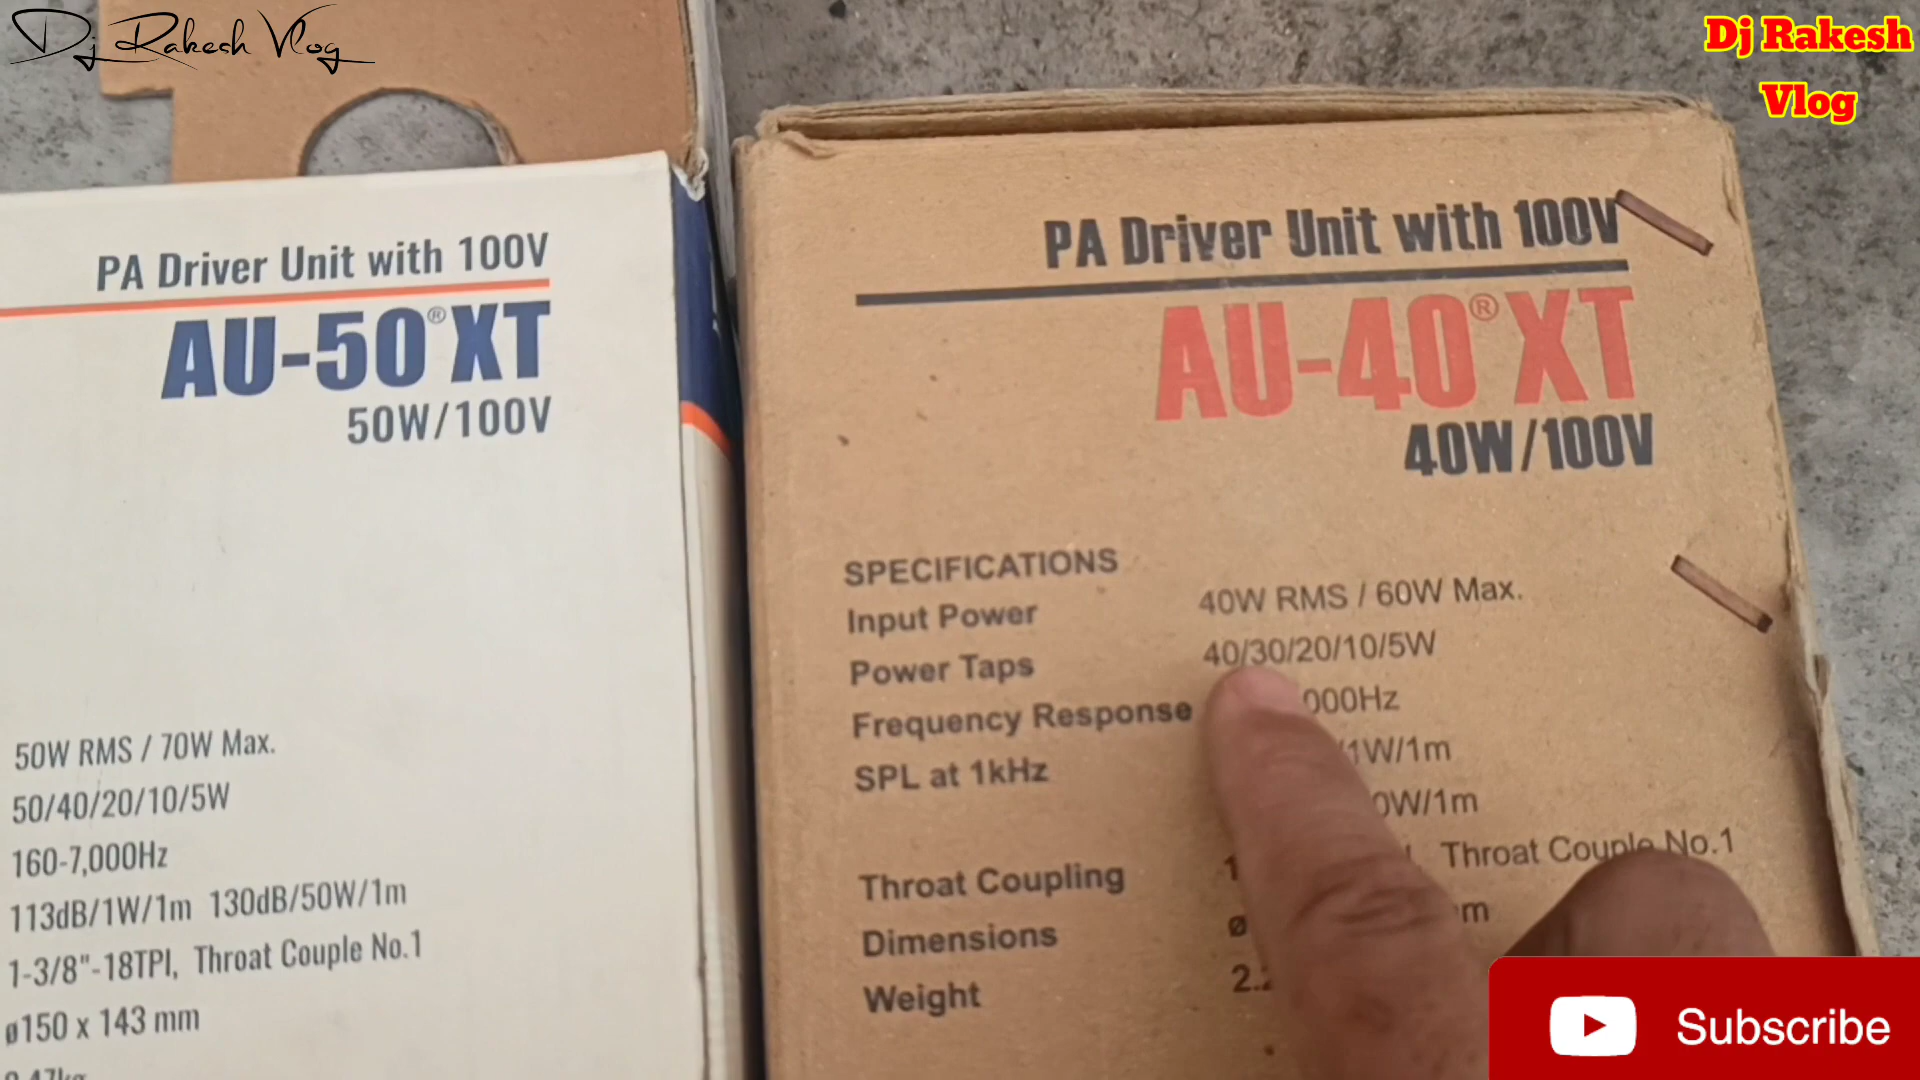 Dj Rakesh Vlog
Dj Rakesh
Vlog
PA Driver Unit with 100V
AU-50® XT
50W/100V
50W RMS / 70W Max.
50/40/20/10/5W
160-7,000Hz
113dB/1W/1m 130dB/50W/1m
1-3/8"-18TPI, Throat Couple No.1
ø150 x 143 mm
PA Driver Unit with 100V
AU-40® XT
40W/100V
SPECIFICATIONS
Input Power 40W RMS / 60W Max.
Power Taps 40/30/20/10/5W
Frequency Response 000Hz
SPL at 1kHz /1W/1m
0W/1m
Throat Coupling 1 Throat Couple No.1
Dimensions ø m
Weight 2.2
Subscribe